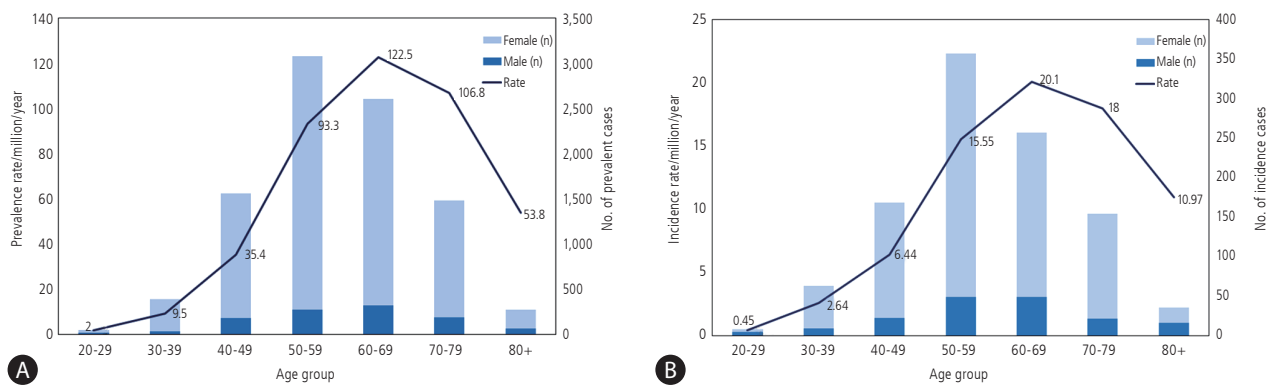 140
120
100
80
60
40
20
0
Prevalence rate/million/year
3,500
3,000
2,500
2,000
1,500
1,000
500
0
No. of prevalent cases
Female (n)
Male (n)
Rate
2
9.5
35.4
93.3
122.5
106.8
53.8
20-29 30-39 40-49 50-59 60-69 70-79 80+
Age group
A
25
20
15
10
5
0
Incidence rate/million/year
400
350
300
250
200
150
100
50
0
No. of incidence cases
Female (n)
Male (n)
Rate
0.45
2.64
6.44
15.55
20.1
18
10.97
20-29 30-39 40-49 50-59 60-69 70-79 80+
Age group
B